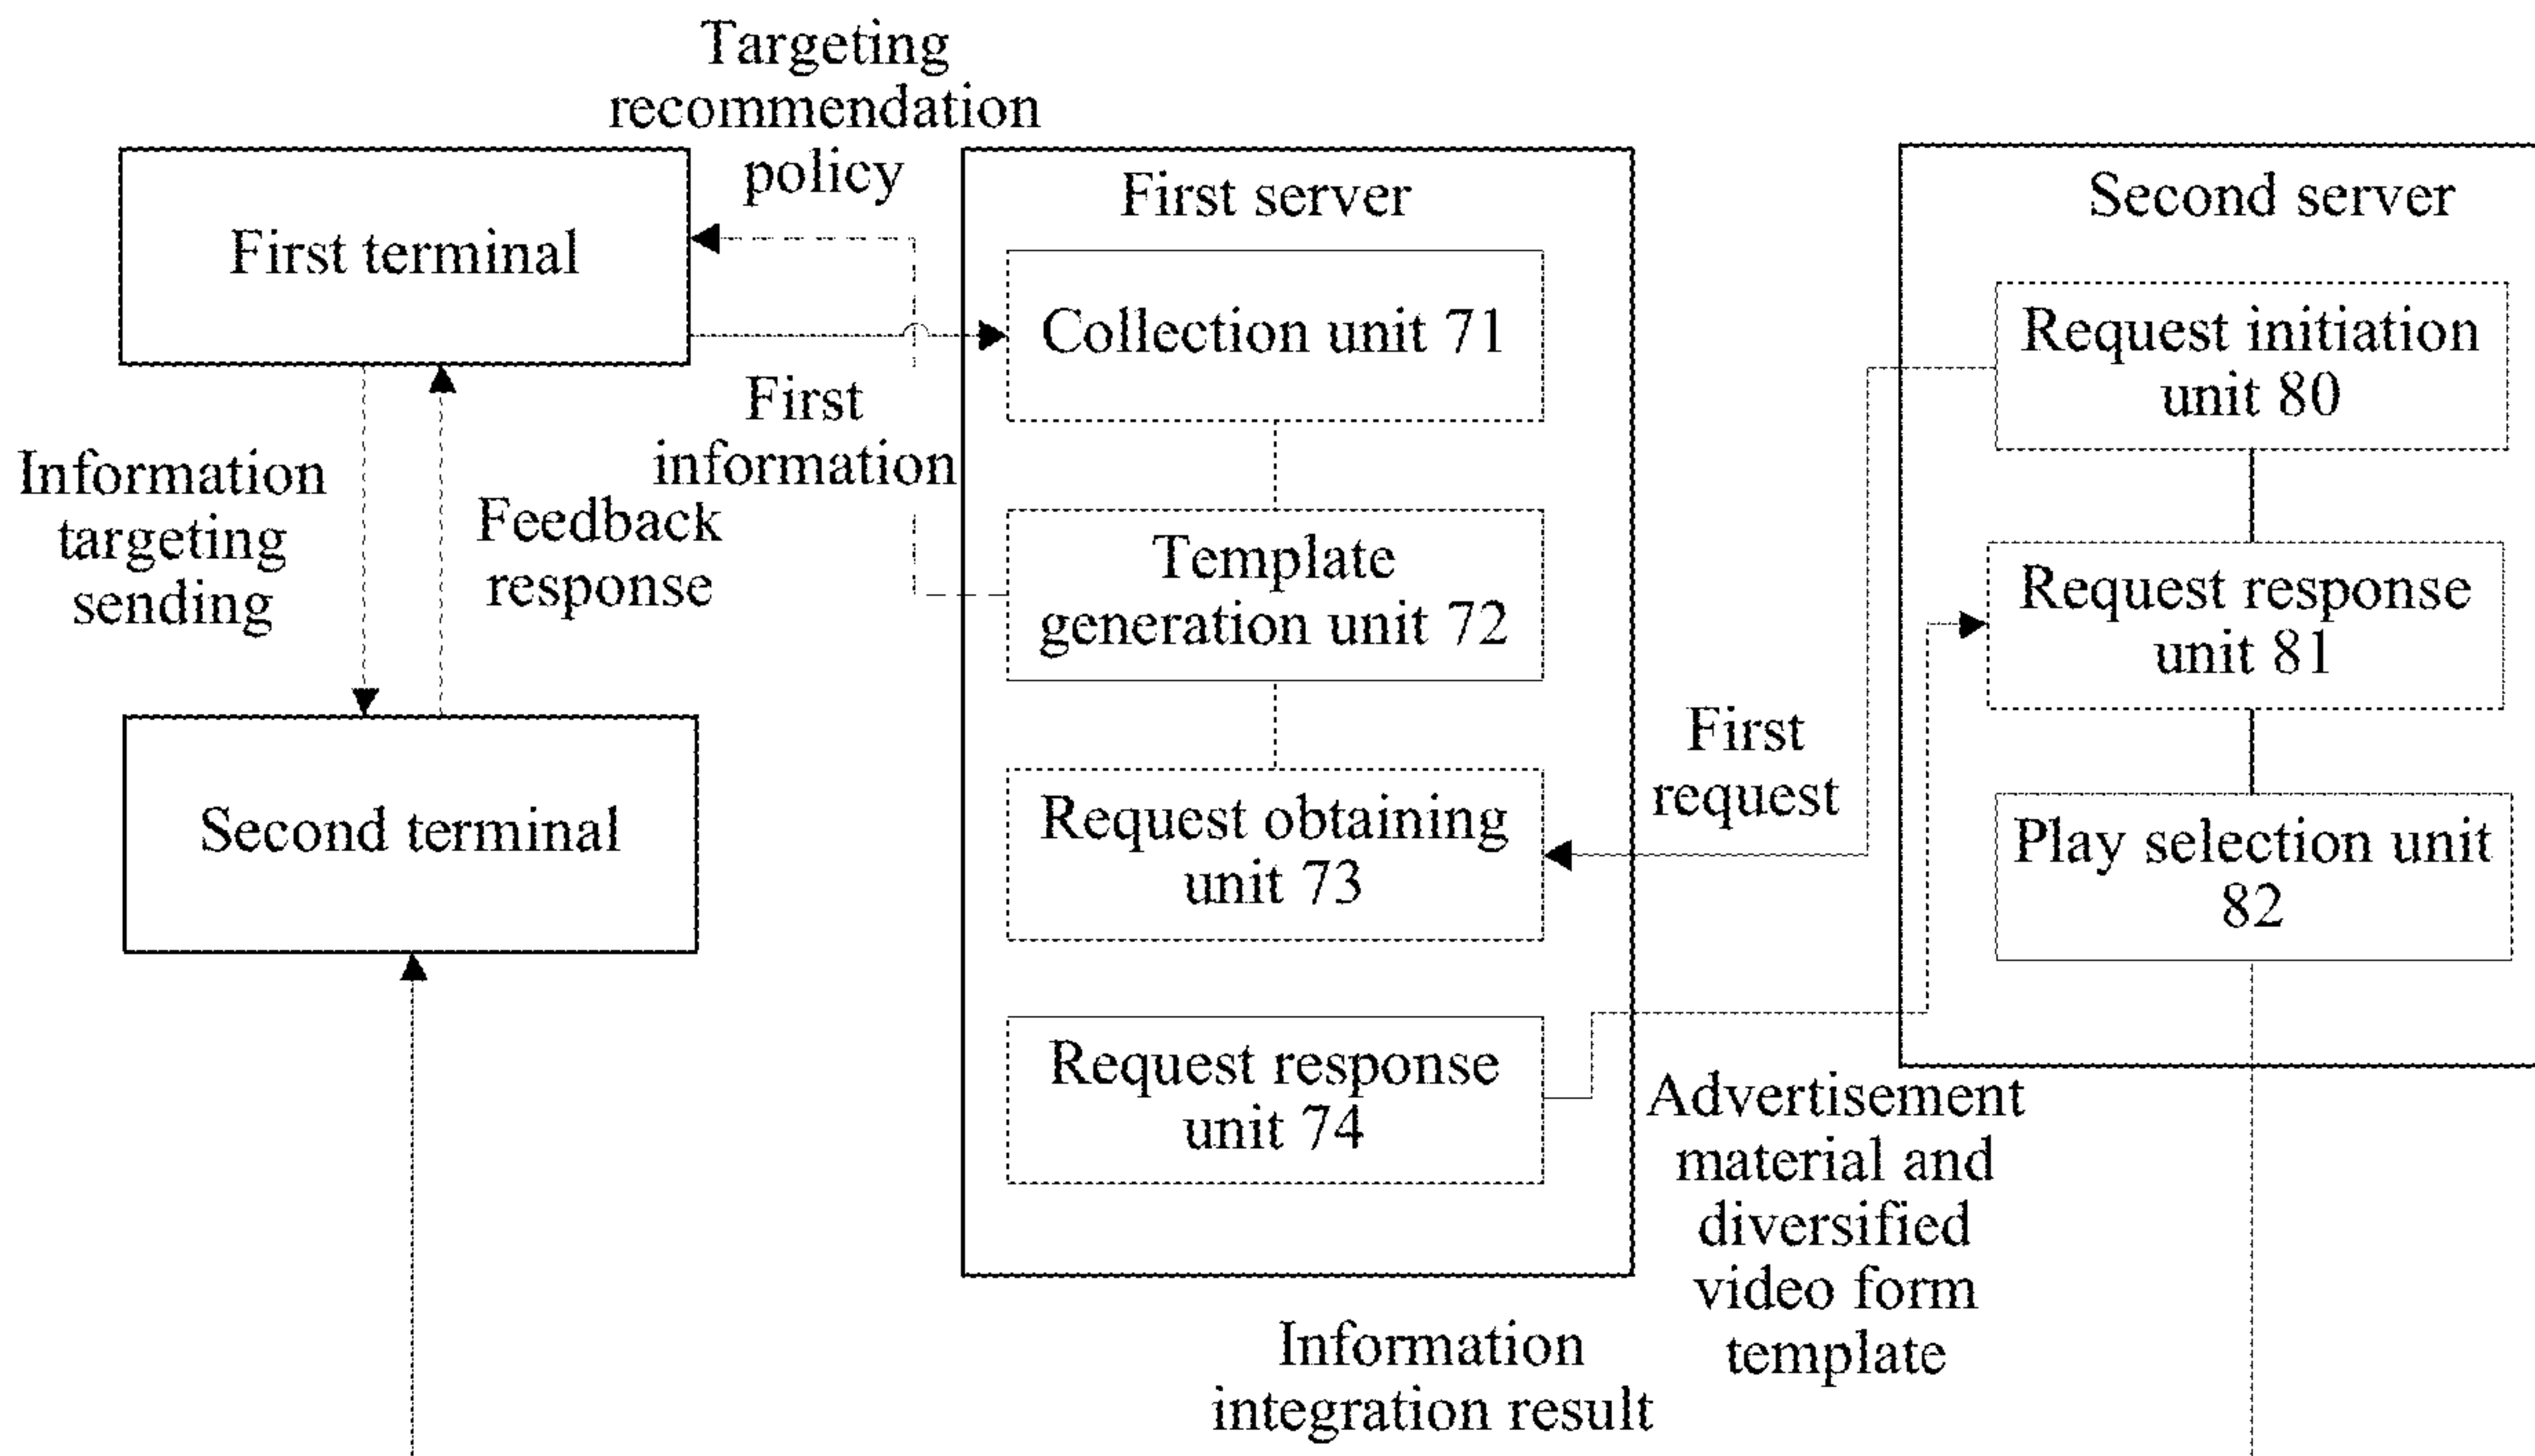 Targeting
recommendation
policy
First terminal
First
information
Information
targeting
sending
Feedback
response
Second terminal
First server
Collection unit 71
Template
generation unit 72
Request obtaining
unit 73
Request response
unit 74
First
request
Second server
Request initiation
unit 80
Request response
unit 81
Play selection unit
82
Advertisement
material and
diversified
video form
template
Information
integration result